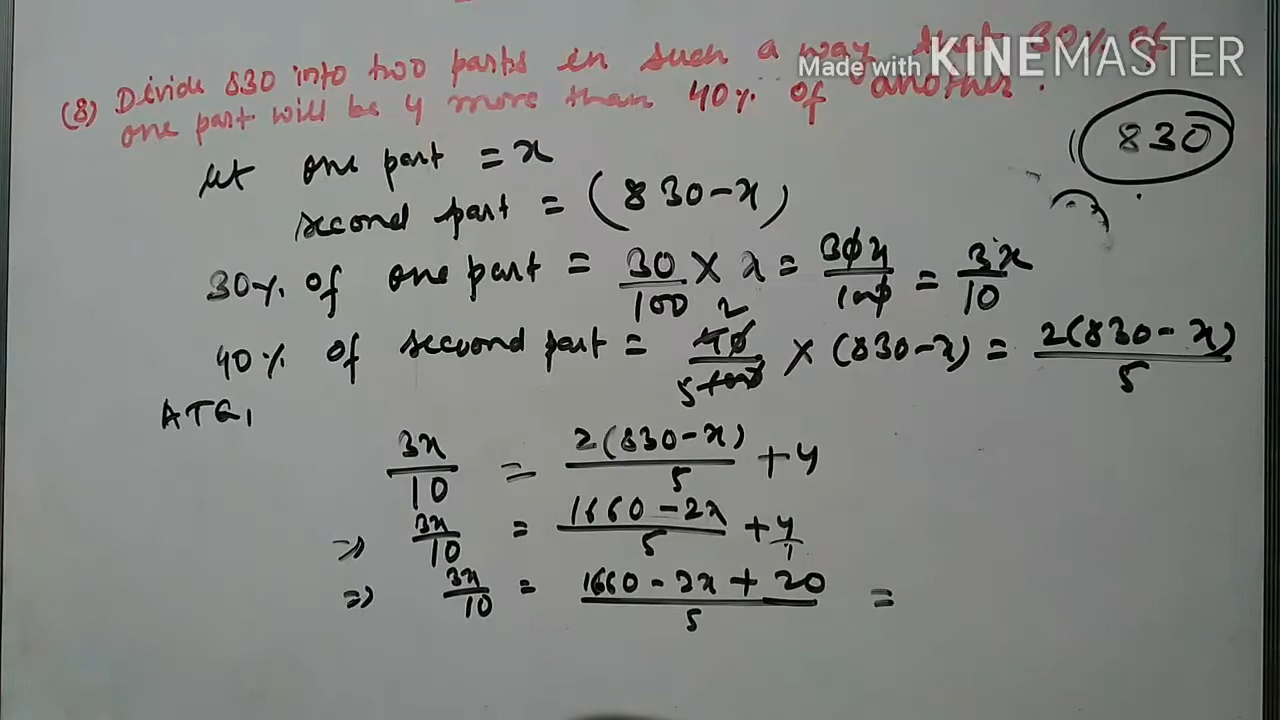 Made with KINEMASTER
(8) Divide 830 into two parts in such a way that 30% of
one part will be 4 more than 40% of another.
830
let one part = x
second part = (830-x)
30% of one part = 30/100 × x = 30x/100 = 3x/10
40% of second part = 40/100 2 5 × (830-x) = 2(830-x)/5
ATQ,
3x/10 = 2(830-x)/5 + 4
=> 3x/10 = 1660-2x/5 + 4/1
=> 3x/10 = 1660-2x+20/5 =